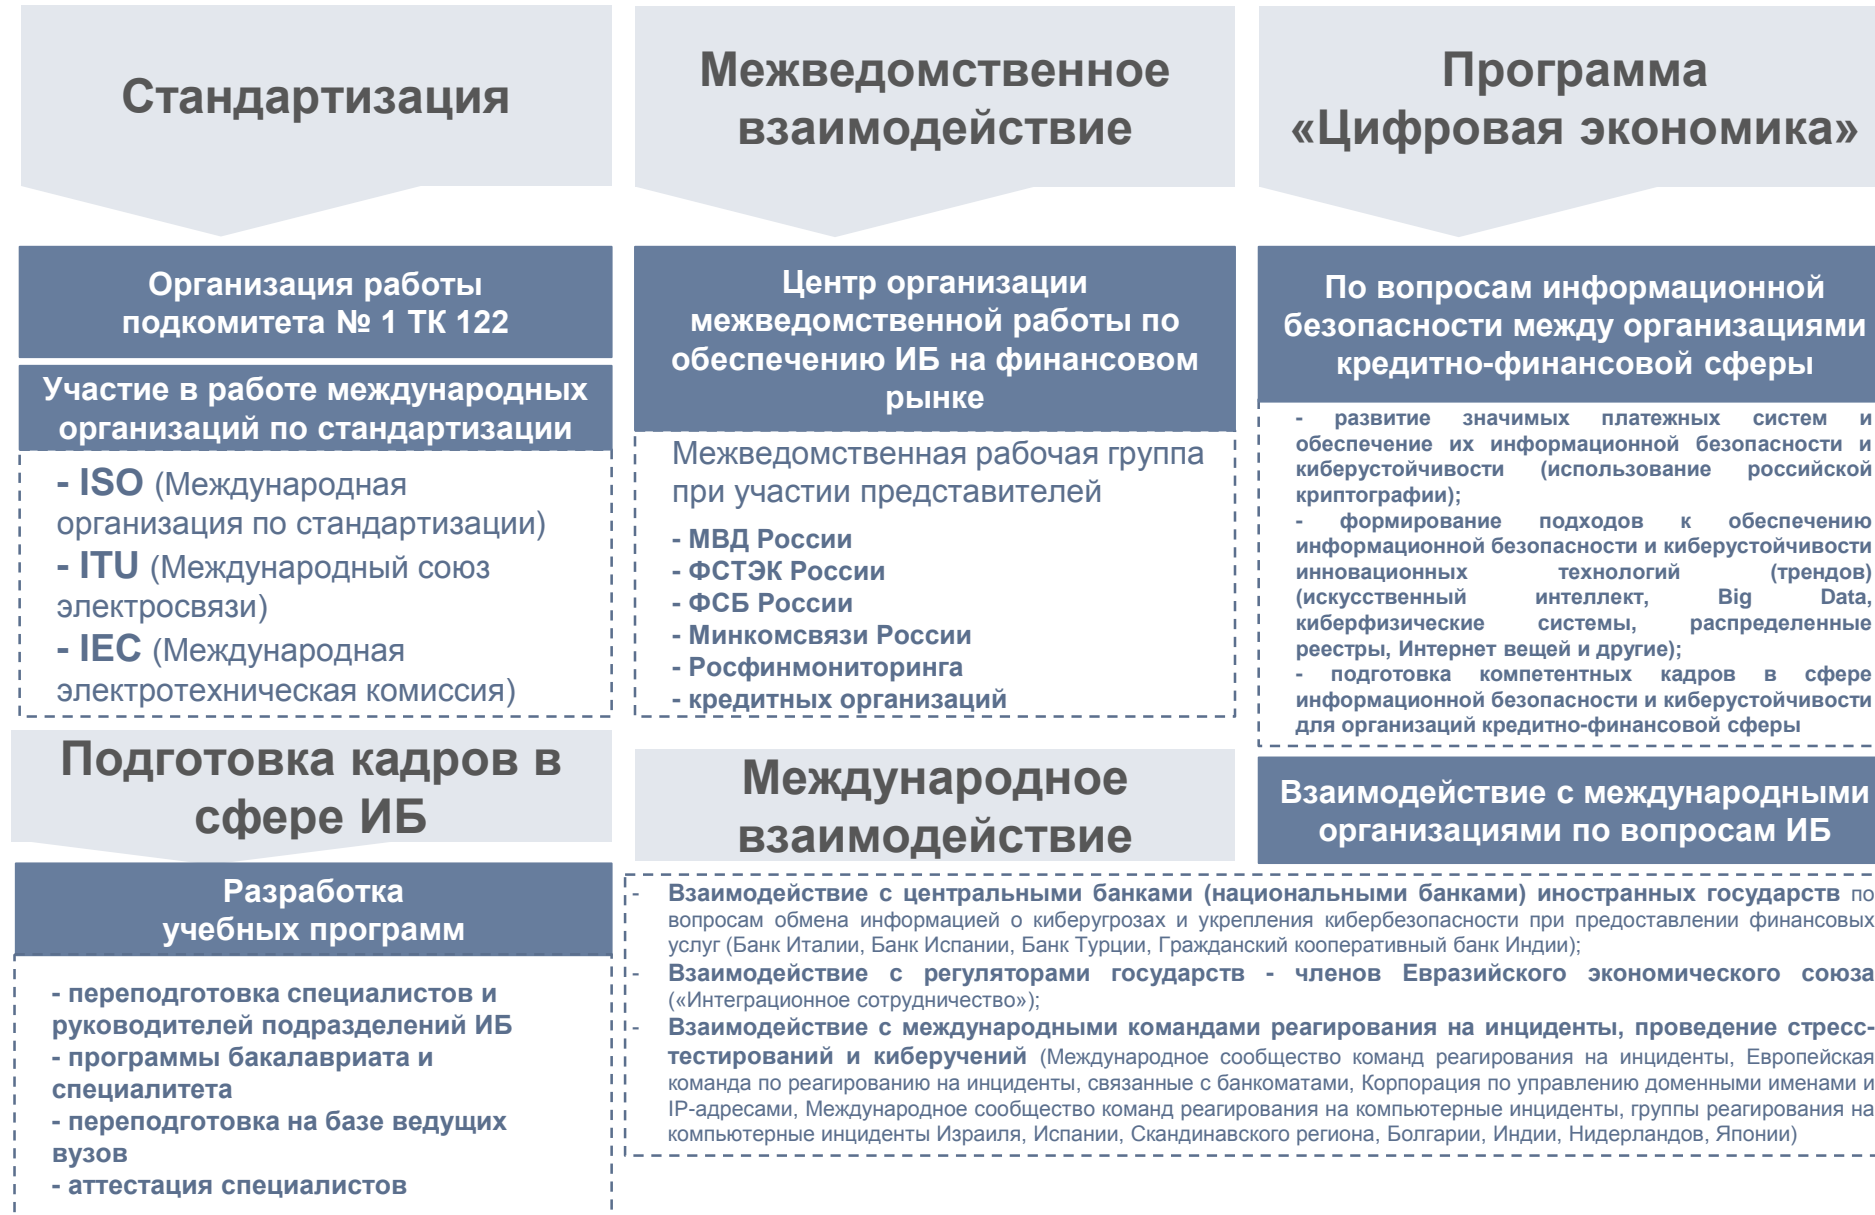 Стандартизация
Организация работы
подкомитета № 1 ТК 122
Участие в работе международных
организаций по стандартизации
- ISO (Международная
организация по стандартизации)
- ITU (Международный союз
электросвязи)
- IEC (Международная
электротехническая комиссия)
Межведомственное
взаимодействие
Центр организации
межведомственной работы по
обеспечению ИБ на финансовом
рынке
Межведомственная рабочая группа
при участии представителей
- МВД России
- ФСТЭК России
- ФСБ России
- Минкомсвязи России
- Росфинмониторинга
- кредитных организаций
Программа
«Цифровая экономика»
По вопросам информационной
безопасности между организациями
кредитно-финансовой сферы
- развитие значимых платежных систем и
обеспечение их информационной безопасности и
киберустойчивости (использование российской
криптографии);
- формирование подходов к обеспечению
информационной безопасности и киберустойчивости
инновационных технологий (трендов)
(искусственный интеллект, Big Data,
киберфизические системы, распределенные
реестры, Интернет вещей и другие);
- подготовка компетентных кадров в сфере
информационной безопасности и киберустойчивости
для организаций кредитно-финансовой сферы
Подготовка кадров в
сфере ИБ
Разработка
учебных программ
- переподготовка специалистов и
руководителей подразделений ИБ
- программы бакалавриата и
специалитета
- переподготовка на базе ведущих
вузов
- аттестация специалистов
Международное
взаимодействие
Взаимодействие с международными
организациями по вопросам ИБ
- Взаимодействие с центральными банками (национальными банками) иностранных государств по
вопросам обмена информацией о киберугрозах и укрепления кибербезопасности при предоставлении финансовых
услуг (Банк Италии, Банк Испании, Банк Турции, Гражданский кооперативный банк Индии);
- Взаимодействие с регуляторами государств - членов Евразийского экономического союза
(«Интеграционное сотрудничество»);
- Взаимодействие с международными командами реагирования на инциденты, проведение стресс-
тестирований и киберучений (Международное сообщество команд реагирования на инциденты, Европейская
команда по реагированию на инциденты, связанные с банкоматами, Корпорация по управлению доменными именами и
IP-адресами, Международное сообщество команд реагирования на компьютерные инциденты, группы реагирования на
компьютерные инциденты Израиля, Испании, Скандинавского региона, Болгарии, Индии, Нидерландов, Японии)